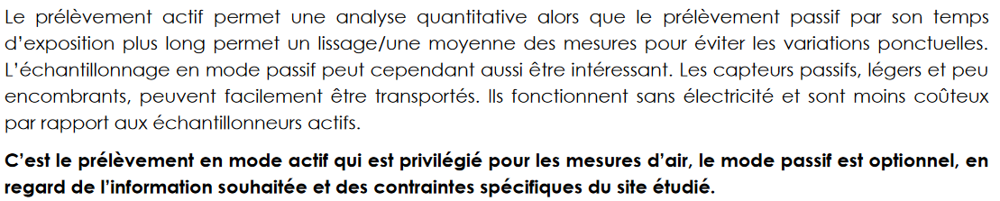 Le prélèvement actif permet une analyse quantitative alors que le prélèvement passif par son temps
d'exposition plus long permet un lissage/une moyenne des mesures pour éviter les variations ponctuelles.
L'échantillonnage en mode passif peut cependant aussi être intéressant. Les capteurs passifs, légers et peu
encombrants, peuvent facilement être transportés. Ils fonctionnent sans électricité et sont moins coûteux
par rapport aux échantillonneurs actifs.
C'est le prélèvement en mode actif qui est privilégié pour les mesures d'air, le mode passif est optionnel, en
regard de l'information souhaitée et des contraintes spécifiques du site étudié.